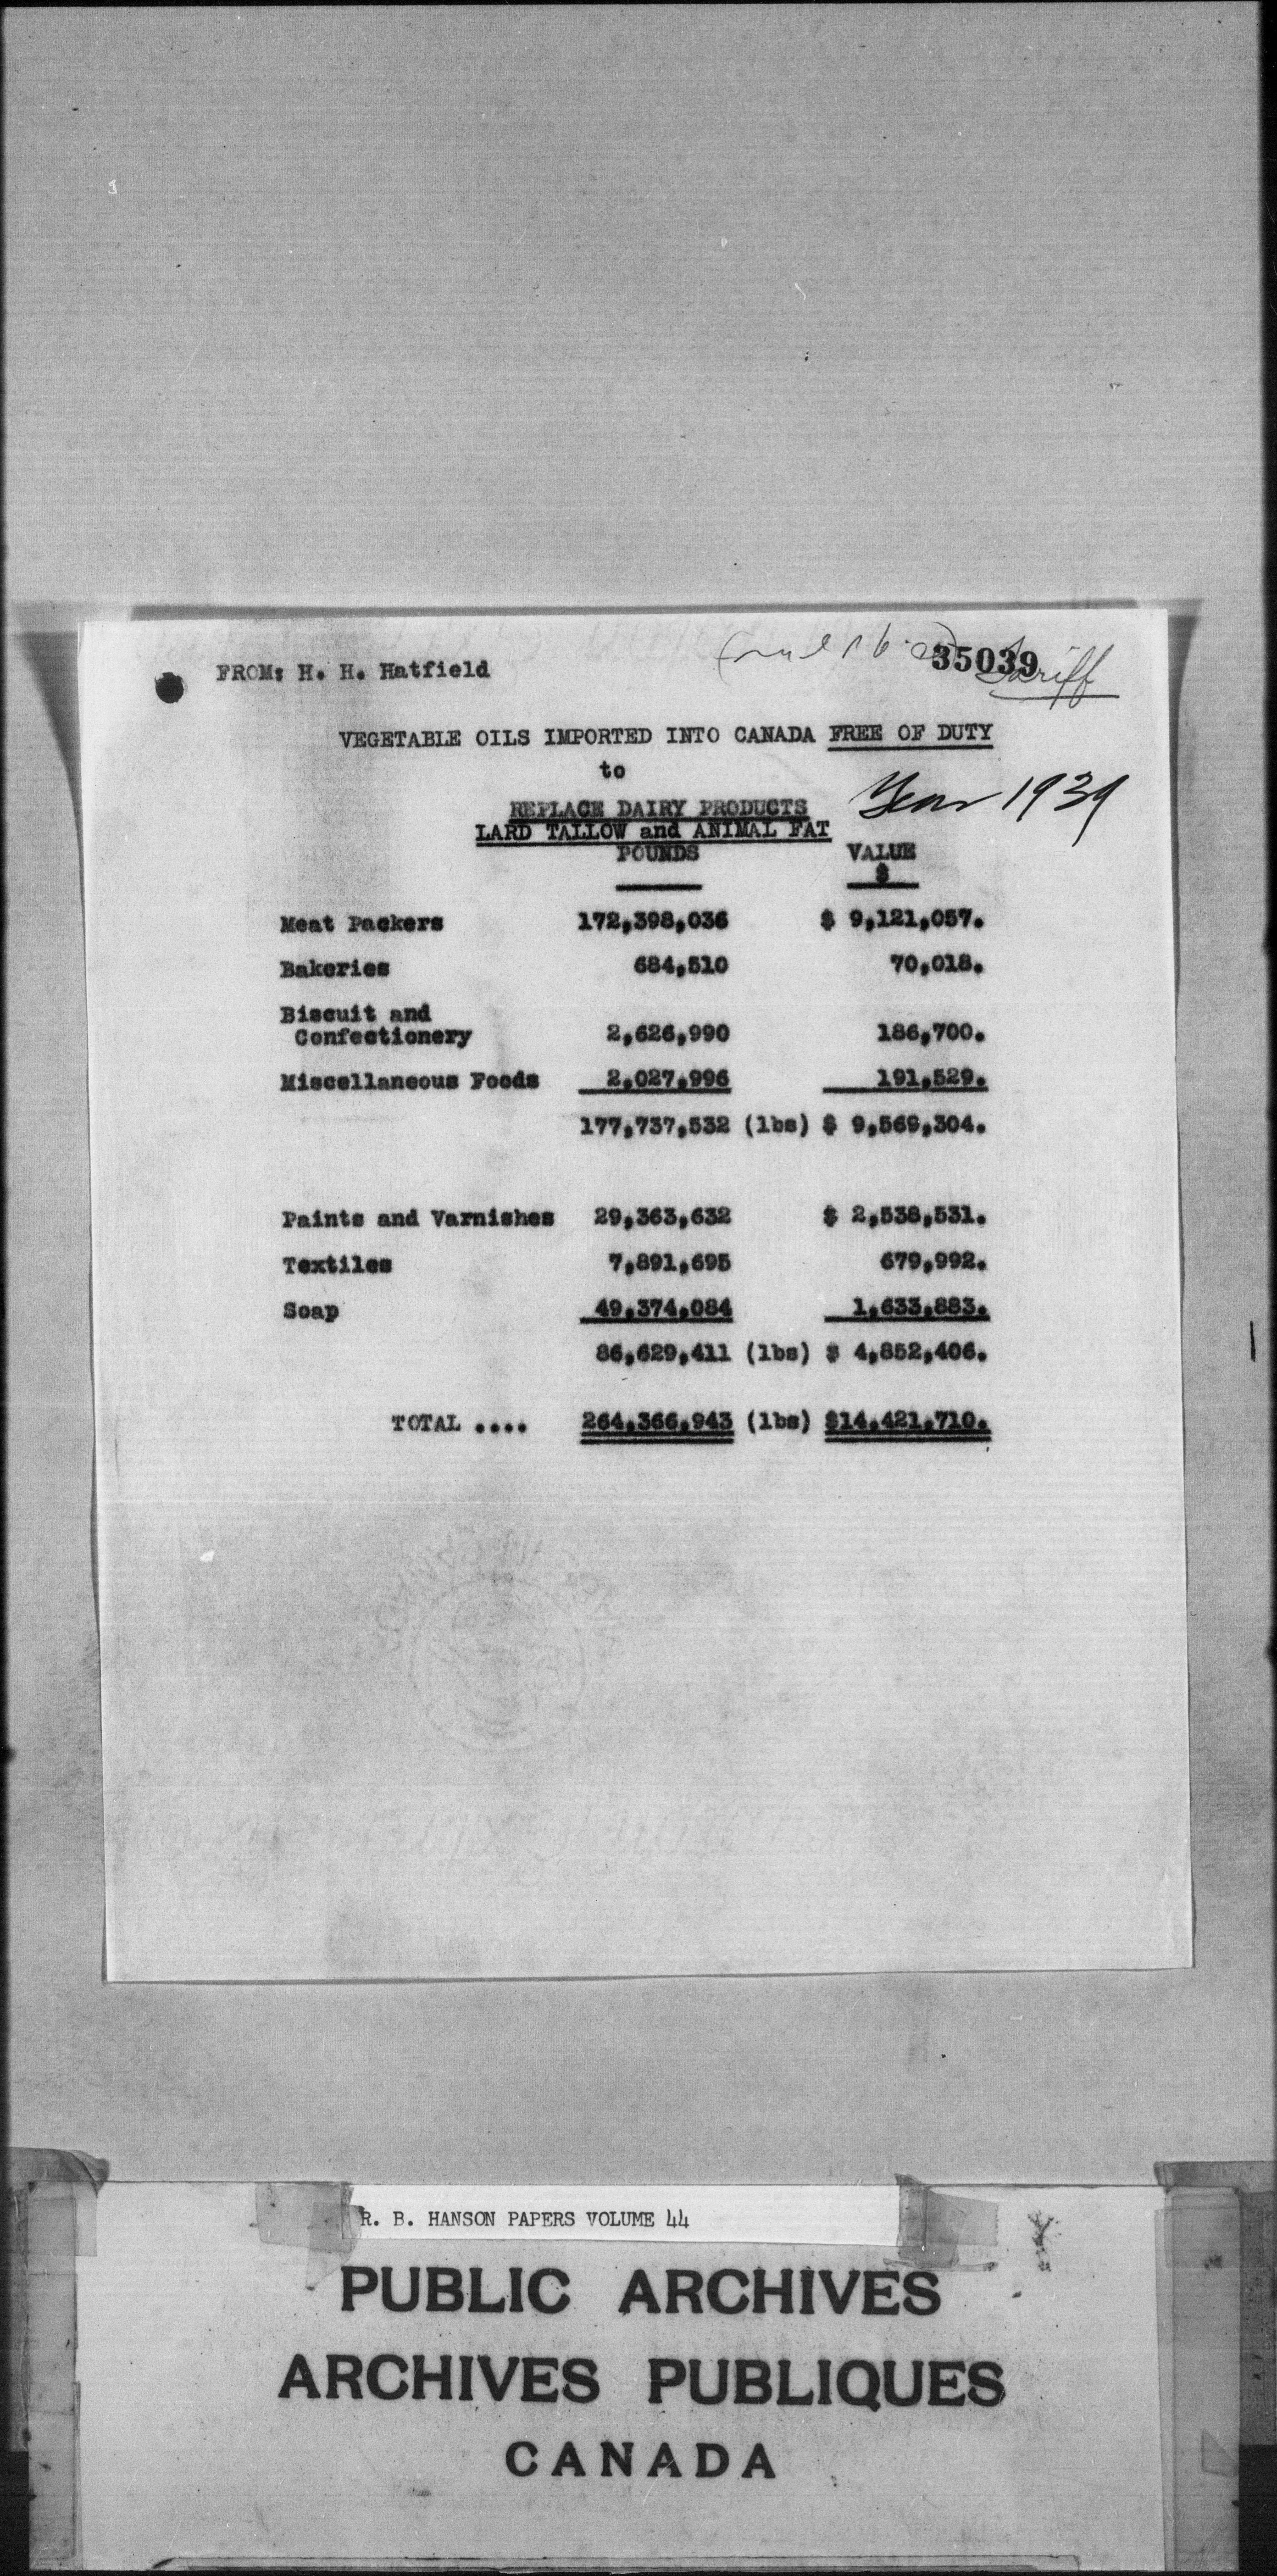 35039
Tariff
FROM: H. H. Hatfield
VEGETABLE OILS IMPORTED INTO CANADA FREE OF DUTY
to
REPLACE DAIRY PRODUCTS Year 1939
LARD TALLOW and ANIMAL FAT
POUNDS VALUE
$
Meat Packers 172,398,036 $ 9,121,057.
Bakeries 684,510 70,018.
Biscuit and
Confectionery 2,626,990 186,700.
Miscellaneous Foods 2,027,996 191,529.
177,737,532 (lbs) $ 9,569,304.
Paints and Varnishes 29,363,632 $ 2,538,531.
Textiles 7,891,695 679,992.
Soap 49,374,084 1,633,883.
86,629,411 (lbs) $ 4,852,406.
TOTAL .... 264,366,943 (lbs) $14,421,710.
R. B. HANSON PAPERS VOLUME 44
PUBLIC ARCHIVES
ARCHIVES PUBLIQUES
CANADA